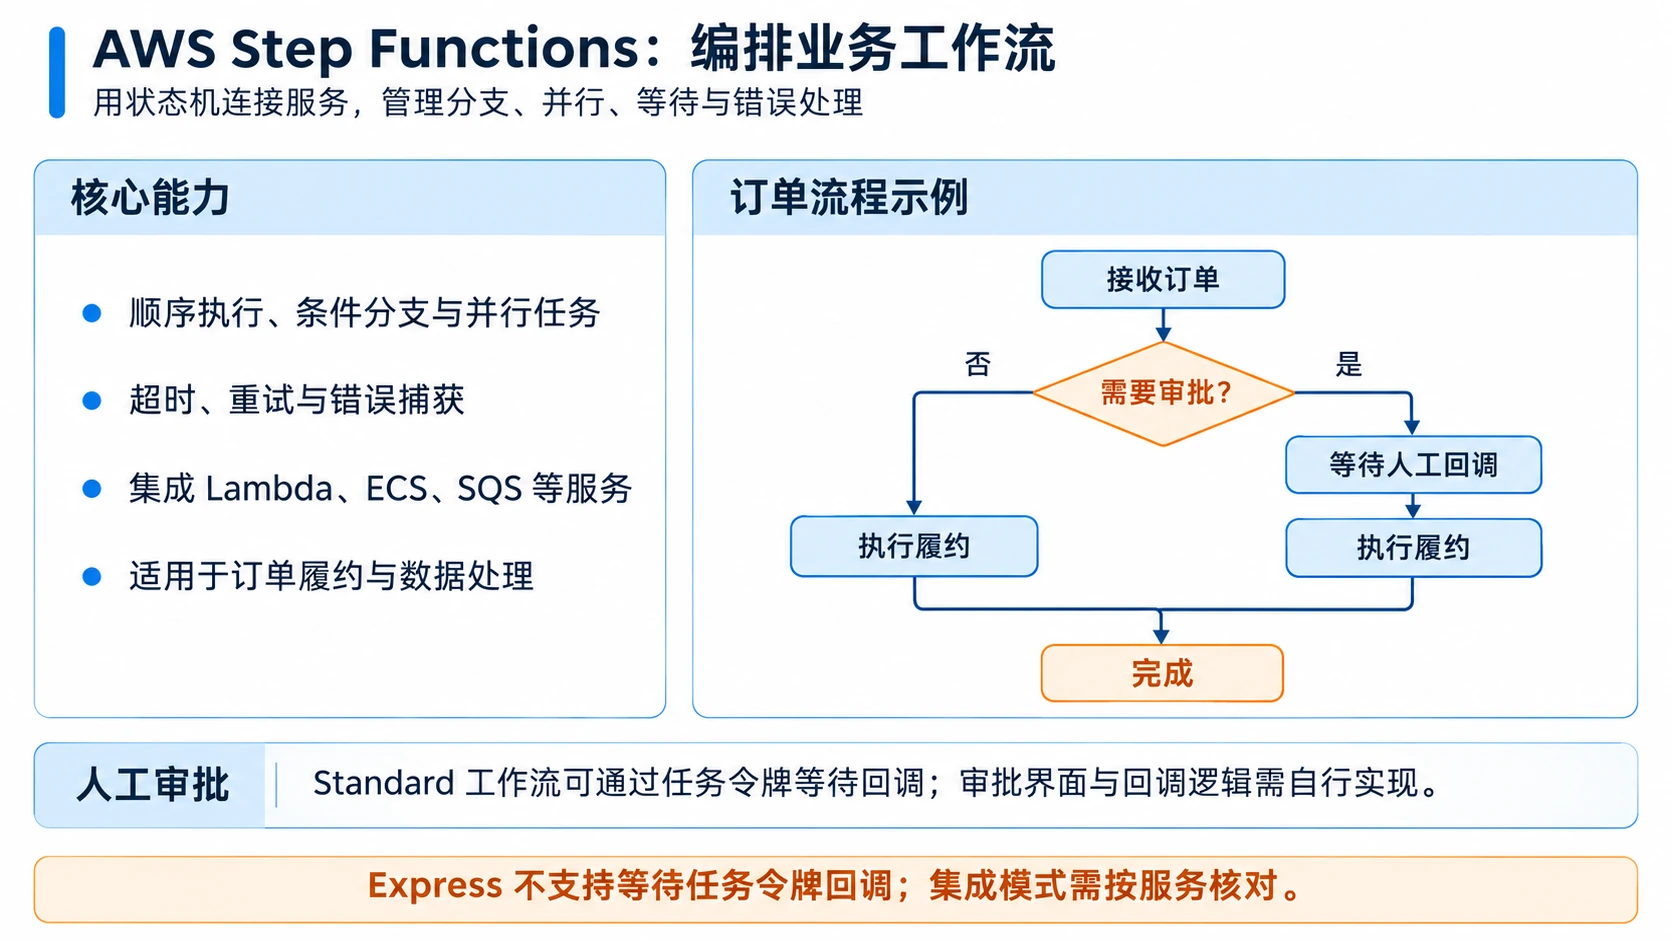 AWS Step Functions：编排业务工作流
用状态机连接服务，管理分支、并行、等待与错误处理
核心能力
顺序执行、条件分支与并行任务
超时、重试与错误捕获
集成 Lambda、ECS、SQS 等服务
适用于订单履约与数据处理
订单流程示例
接收订单
需要审批？
否
是
等待人工回调
执行履约
执行履约
完成
人工审批
Standard 工作流可通过任务令牌等待回调；审批界面与回调逻辑需自行实现。
Express 不支持等待任务令牌回调；集成模式需按服务核对。